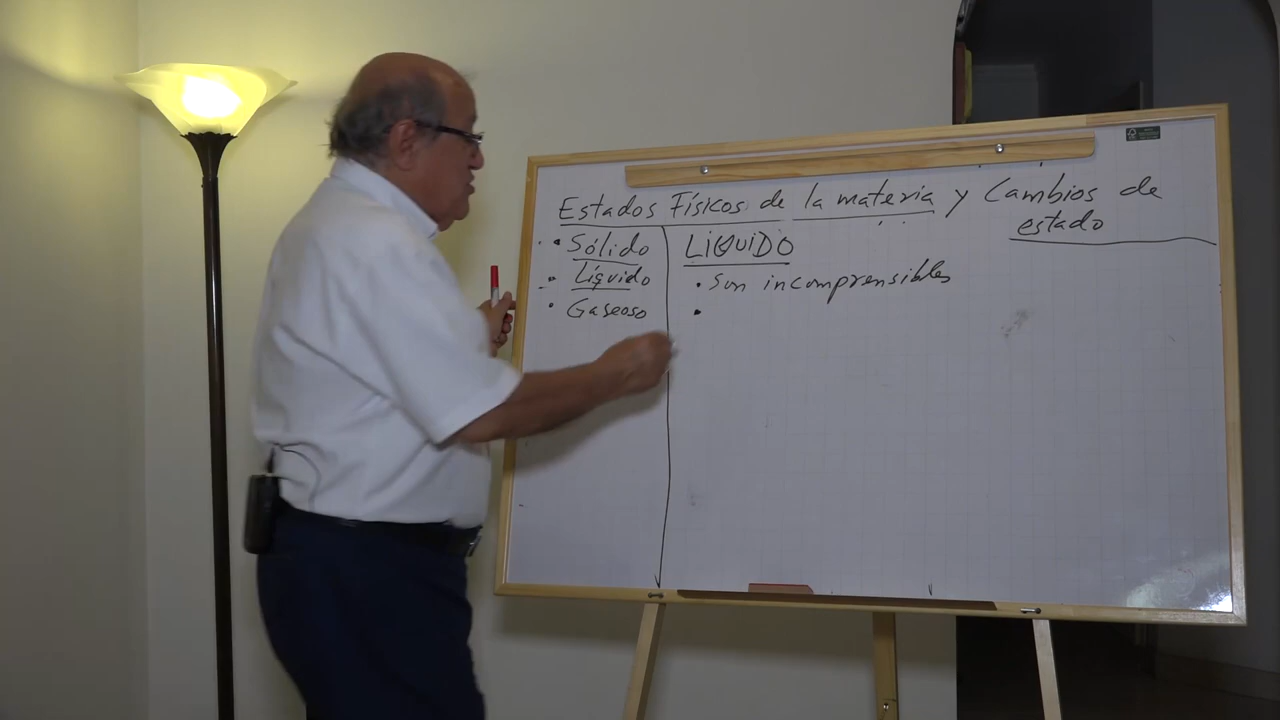 Estados Físicos de la materia y Cambios de
estado
• Sólido
• Líquido
• Gaseoso
LIQUIDO
• Son incomprensibles
•